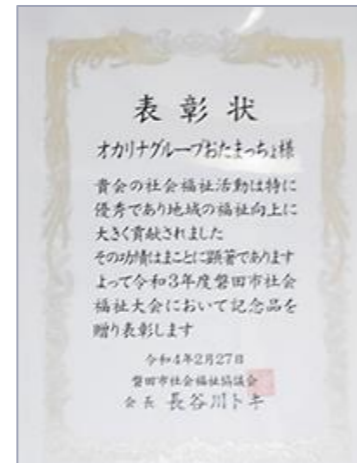 表彰状
オカリナグループおたまっちょ様
貴会の社会福祉活動は特に
優秀であり地域の福祉向上に
大きく貢献されました
その功績はまことに顕著であります
よって令和3年度磐田市社会
福祉大会において記念品を
贈り表彰します
令和4年2月27日
磐田市社会福祉協議会
会長 長谷川トキ